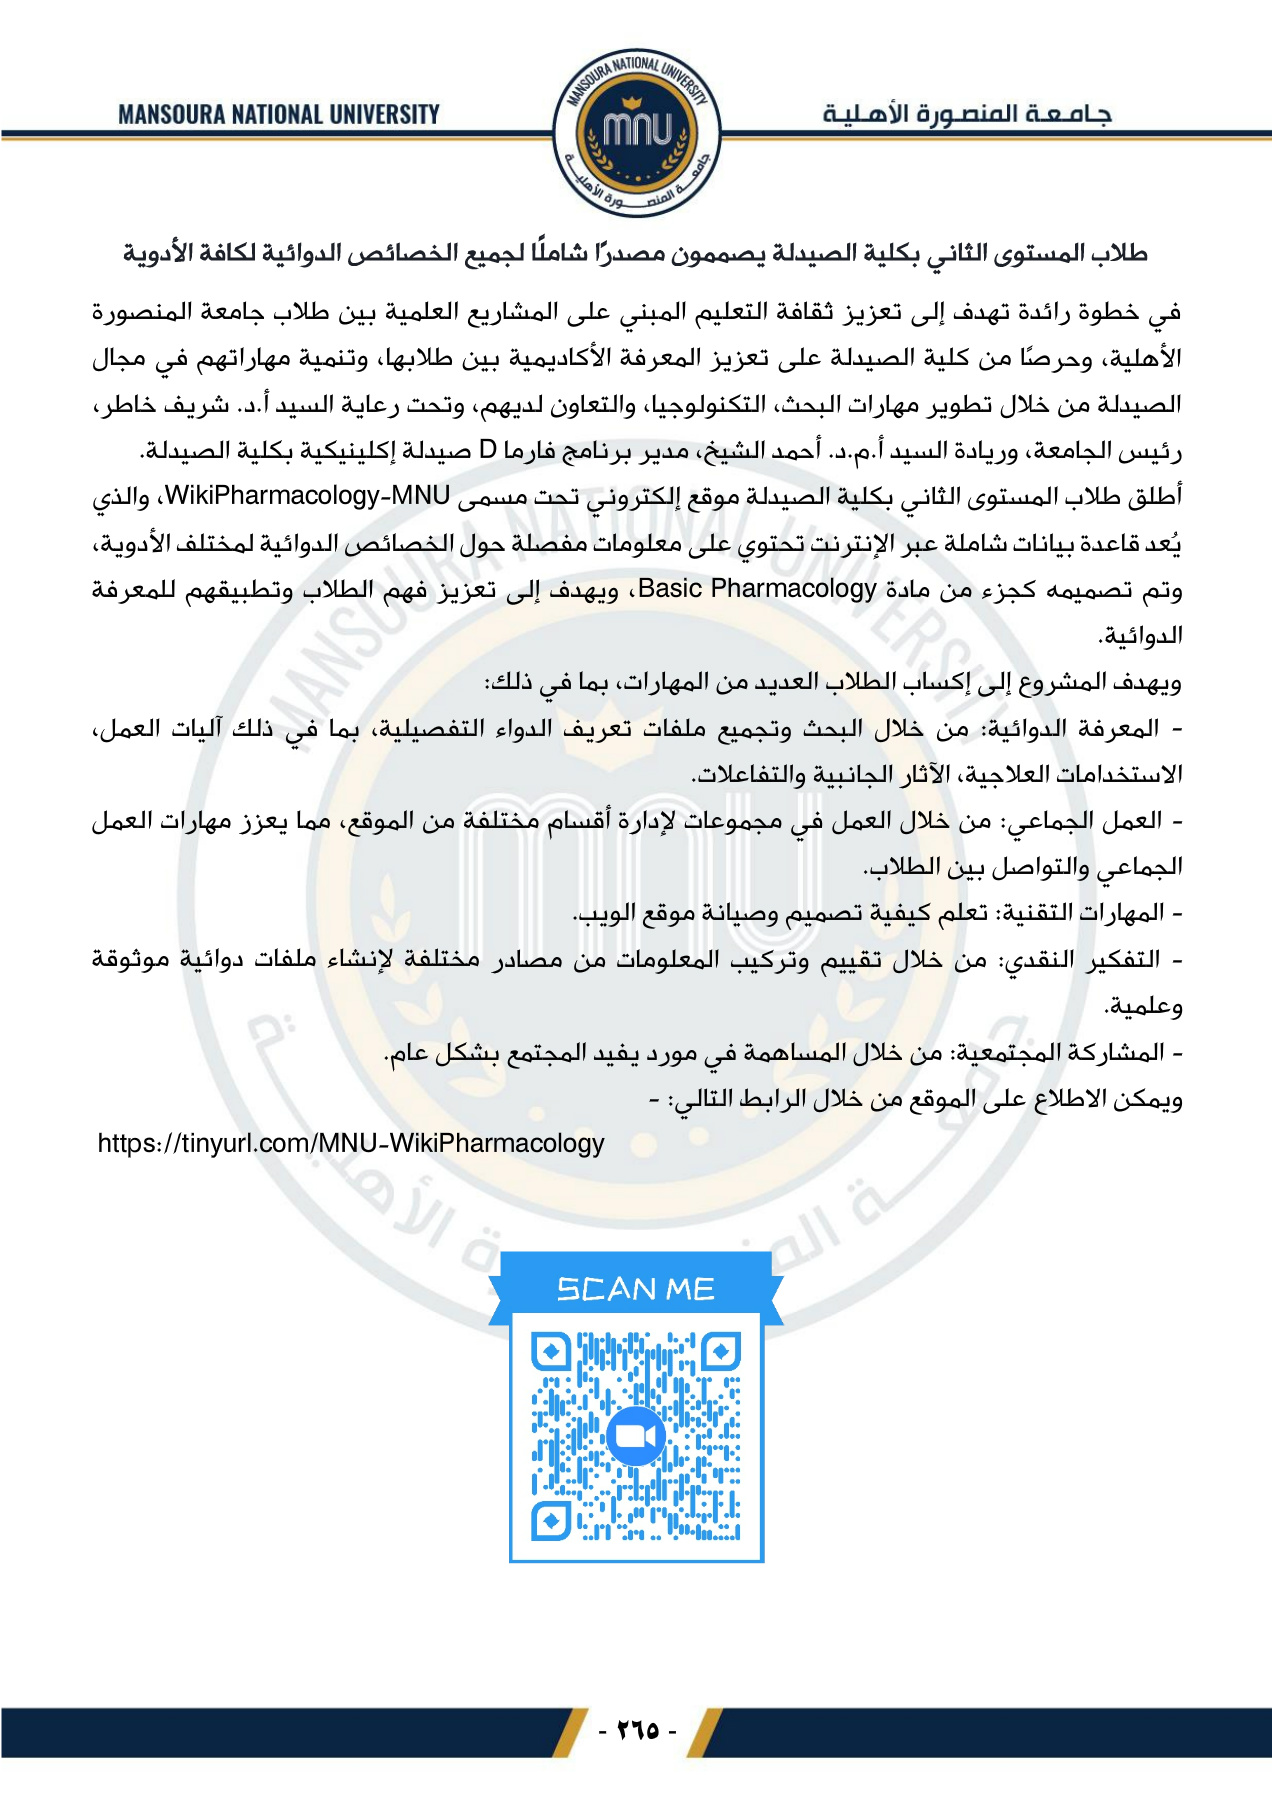 MANSOURA NATIONAL UNIVERSITY
جامعة المنصورة الأهلية
MANSOURA NATIONAL UNIVERSITY
mnu
جامعة المنصورة الأهلية
طلاب المستوى الثاني بكلية الصيدلة يصممون مصدرًا شاملًا لجميع الخصائص الدوائية لكافة الأدوية
في خطوة رائدة تهدف إلى تعزيز ثقافة التعليم المبني على المشاريع العلمية بين طلاب جامعة المنصورة
الأهلية، وحرصًا من كلية الصيدلة على تعزيز المعرفة الأكاديمية بين طلابها، وتنمية مهاراتهم في مجال
الصيدلة من خلال تطوير مهارات البحث، التكنولوجيا، والتعاون لديهم، وتحت رعاية السيد أ.د. شريف خاطر،
رئيس الجامعة، وريادة السيد أ.م.د. أحمد الشيخ، مدير برنامج فارما D صيدلة إكلينيكية بكلية الصيدلة.
أطلق طلاب المستوى الثاني بكلية الصيدلة موقع إلكتروني تحت مسمى WikiPharmacology-MNU، والذي
يُعد قاعدة بيانات شاملة عبر الإنترنت تحتوي على معلومات مفصلة حول الخصائص الدوائية لمختلف الأدوية،
وتم تصميمه كجزء من مادة Basic Pharmacology، ويهدف إلى تعزيز فهم الطلاب وتطبيقهم للمعرفة
الدوائية.
ويهدف المشروع إلى إكساب الطلاب العديد من المهارات، بما في ذلك:
- المعرفة الدوائية: من خلال البحث وتجميع ملفات تعريف الدواء التفصيلية، بما في ذلك آليات العمل،
الاستخدامات العلاجية، الآثار الجانبية والتفاعلات.
- العمل الجماعي: من خلال العمل في مجموعات لإدارة أقسام مختلفة من الموقع، مما يعزز مهارات العمل
الجماعي والتواصل بين الطلاب.
- المهارات التقنية: تعلم كيفية تصميم وصيانة موقع الويب.
- التفكير النقدي: من خلال تقييم وتركيب المعلومات من مصادر مختلفة لإنشاء ملفات دوائية موثوقة
وعلمية.
- المشاركة المجتمعية: من خلال المساهمة في مورد يفيد المجتمع بشكل عام.
ويمكن الاطلاع على الموقع من خلال الرابط التالي: -
https://tinyurl.com/MNU-WikiPharmacology
SCAN ME
- ٢٦٥ -